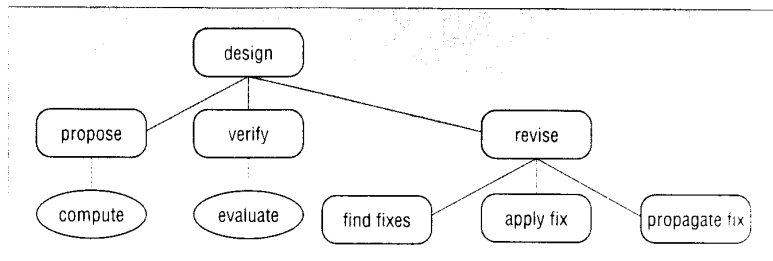 design
propose
verify
revise
compute
evaluate
find fixes
apply fix
propagate fix